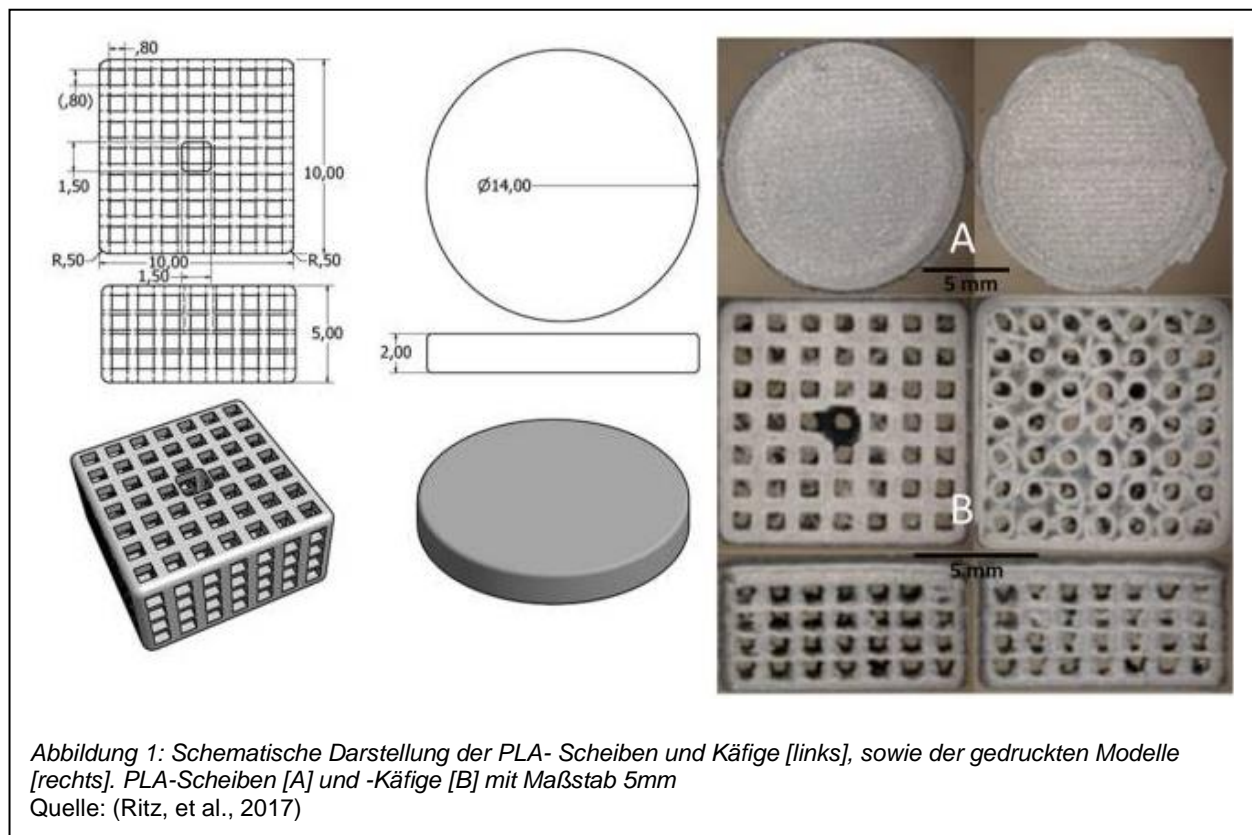 ,80
(,80)
1,50
10,00
R,50
10,00
R,50
1,50
5,00
Ø14,00
2,00
A
5 mm
B
5 mm
Abbildung 1: Schematische Darstellung der PLA- Scheiben und Käfige [links], sowie der gedruckten Modelle
[rechts]. PLA-Scheiben [A] und -Käfige [B] mit Maßstab 5mm
Quelle: (Ritz, et al., 2017)